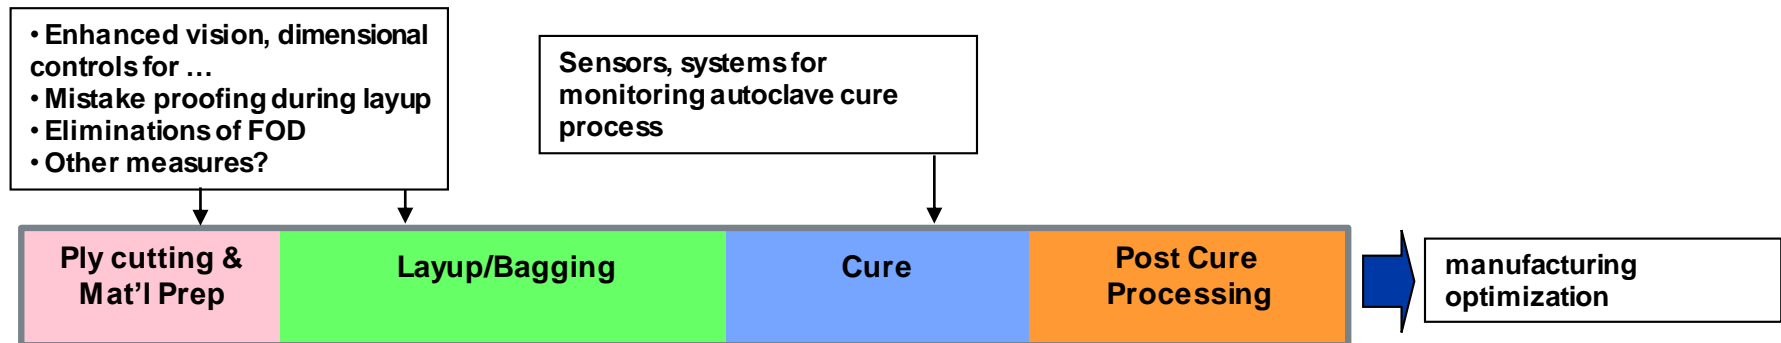 • Enhanced vision, dimensional
controls for …
• Mistake proofing during layup
• Eliminations of FOD
• Other measures?
Sensors, systems for
monitoring autoclave cure
process
Ply cutting &
Mat'l Prep
Layup/Bagging
Cure
Post Cure
Processing
manufacturing
optimization